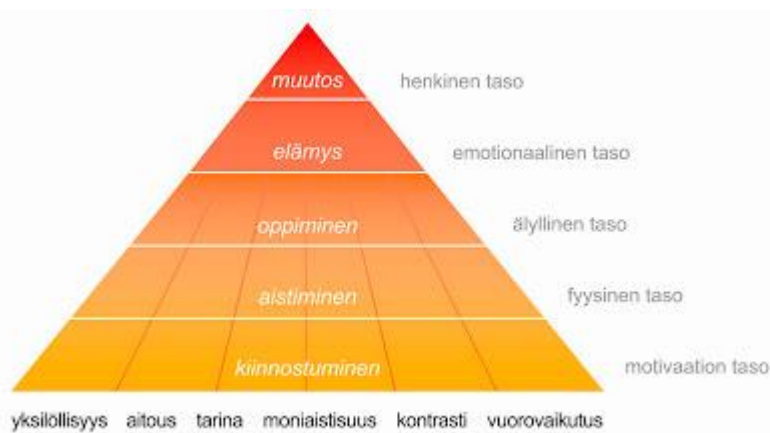 muutos henkinen taso
elämys emotionaalinen taso
oppiminen älyllinen taso
aistiminen fyysinen taso
kiinnostuminen motivaation taso
yksilöllisyys aitous tarina moniaistisuus kontrasti vuorovaikutus